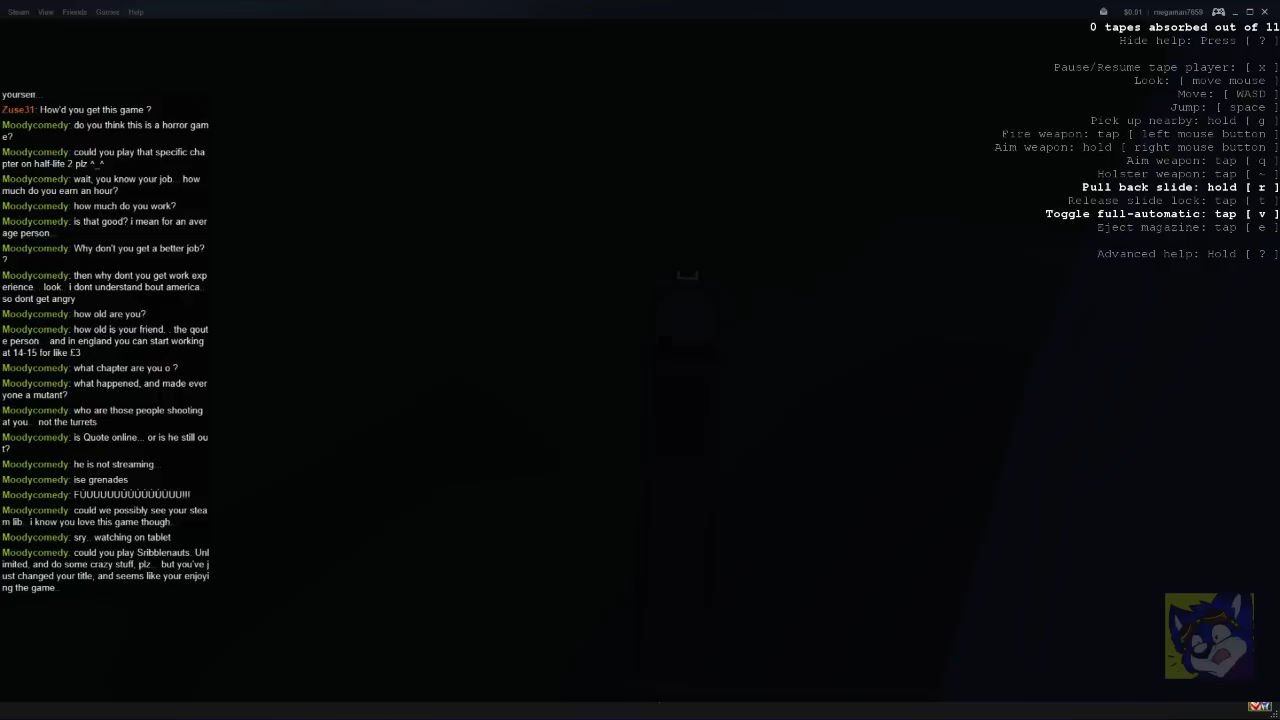 Steam View Friends Games Help
$0.01 megaman7659
0 tapes absorbed out of 11
Hide help: Press [ ? ]
Pause/Resume tape player: [ x ]
Look: [ move mouse ]
Move: [ WASD ]
Jump: [ space ]
Pick up nearby: hold [ g ]
Fire weapon: tap [ left mouse button ]
Aim weapon: hold [ right mouse button ]
Aim weapon: tap [ q ]
Holster weapon: tap [ ~ ]
Pull back slide: hold [ r ]
Release slide lock: tap [ t ]
Toggle full-automatic: tap [ v ]
Eject magazine: tap [ e ]
Advanced help: Hold [ ? ]
yourself...
Zuse31: How'd you get this game ?
Moodycomedy: do you think this is a horror gam
e?
Moodycomedy: could you play that specific cha
pter on half-life 2 plz ^_^
Moodycomedy: wait, you know your job... how
much do you earn an hour?
Moodycomedy: how much do you work?
Moodycomedy: is that good? i mean for an aver
age person...
Moodycomedy: Why don't you get a better job?
?
Moodycomedy: then why dont you get work exp
erience.. look.. i dont understand bout america..
so dont get angry
Moodycomedy: how old are you?
Moodycomedy: how old is your friend.. the qout
e person and in england you can start working
at 14-15 for like £3
Moodycomedy: what chapter are you o ?
Moodycomedy: what happened, and made ever
yone a mutant?
Moodycomedy: who are those people shooting
at you... not the turrets
Moodycomedy: is Quote online... or is he still ou
t?
Moodycomedy: he is not streaming...
Moodycomedy: ise grenades
Moodycomedy: FÙUUUUUÚÙÙÙÙÙÙUU!!!
Moodycomedy: could we possibly see your stea
m lib.. i know you love this game though.
Moodycomedy: sry.. watching on tablet
Moodycomedy: could you play Sribblenauts. Unl
imited, and do some crazy stuff, plz... but you've j
ust changed your title, and seems like your enjoyi
ng the game..